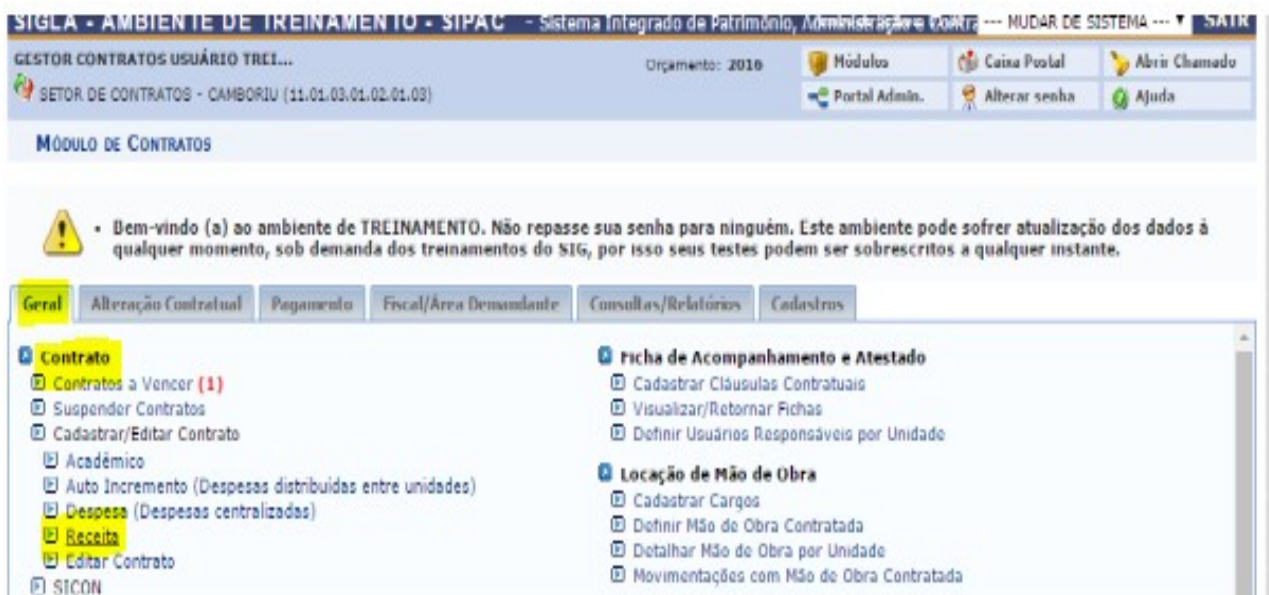 SIGLA - AMBIENTE DE TREINAMENTO - SIPAC - Sistema Integrado de Patrimônio, --- MUDAR DE SISTEMA --- SAIR
GESTOR CONTRATOS USUÁRIO TREI... Orçamento: 2016 Módulos Caixa Postal Abrir Chamado
SETOR DE CONTRATOS - CAMBORIU (11.01.03.01.02.01.03) Portal Admin. Alterar senha Ajuda
MÓDULO DE CONTRATOS
• Bem-vindo (a) ao ambiente de TREINAMENTO. Não repasse sua senha para ninguém. Este ambiente pode sofrer atualização dos dados à
qualquer momento, sob demanda dos treinamentos do SIG, por isso seus testes podem ser sobrescritos a qualquer instante.
Geral Alteração Contratual Pagamento Fiscal/Área Demandante Consultas/Relatórios Cadastros
Contrato
Contratos a Vencer (1)
Suspender Contratos
Cadastrar/Editar Contrato
Acadêmico
Auto Incremento (Despesas distribuídas entre unidades)
Despesa (Despesas centralizadas)
Receita
Editar Contrato
SICON
Ficha de Acompanhamento e Atestado
Cadastrar Cláusulas Contratuais
Visualizar/Retornar Fichas
Definir Usuários Responsáveis por Unidade
Locação de Mão de Obra
Cadastrar Cargos
Definir Mão de Obra Contratada
Detalhar Mão de Obra por Unidade
Movimentações com Mão de Obra Contratada